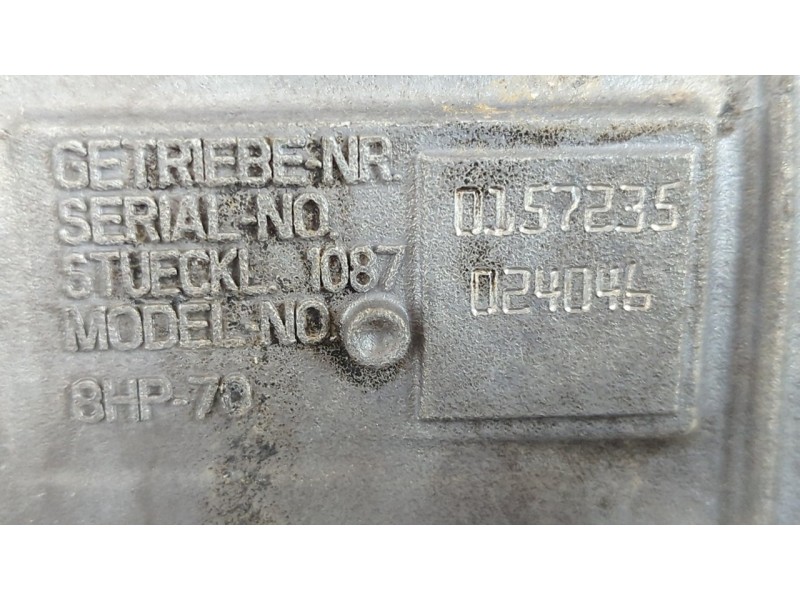 GETRIEBE-NR.
SERIAL-NO.
0157235
STUECKL. 1087
024046
MODEL-NO.
8HP-70